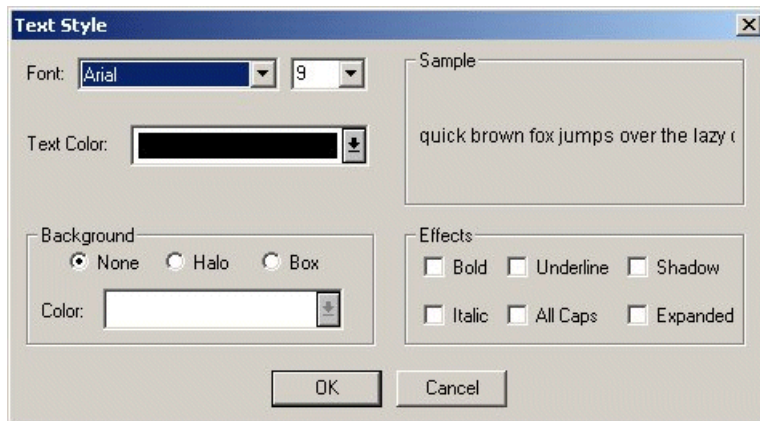 Text Style
Font: Arial 9
Sample
quick brown fox jumps over the lazy
Text Color:
Background
None Halo Box
Color:
Effects
Bold Underline Shadow
Italic All Caps Expanded
OK Cancel